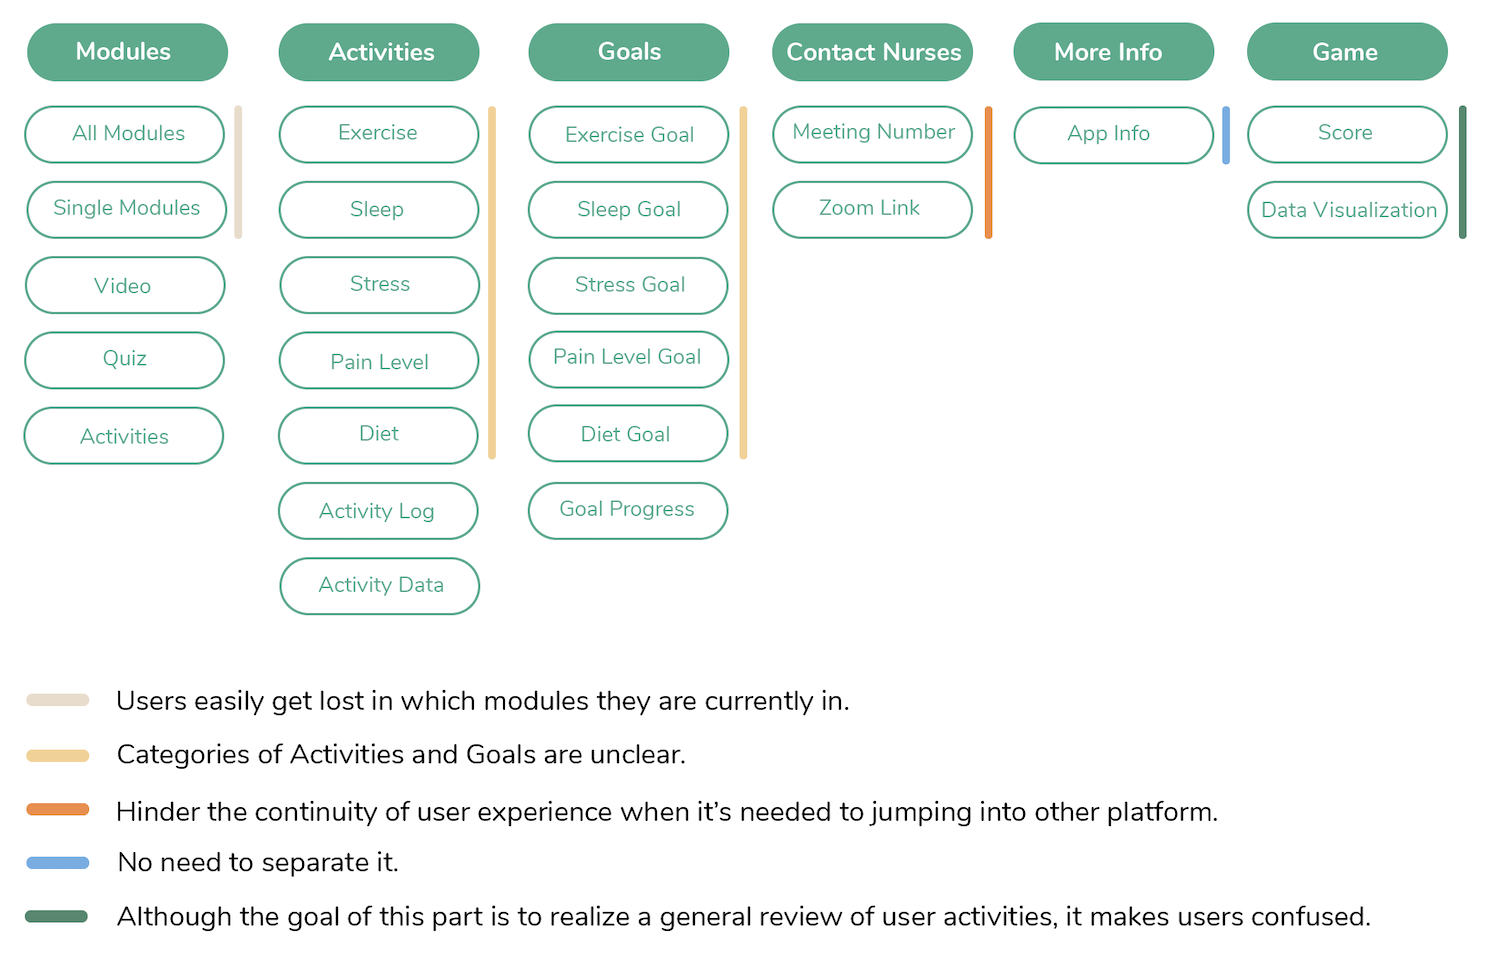 Modules
Activities
Goals
Contact Nurses
More Info
Game
All Modules
Exercise
Exercise Goal
Meeting Number
App Info
Score
Single Modules
Sleep
Sleep Goal
Zoom Link
Data Visualization
Video
Stress
Stress Goal
Quiz
Pain Level
Pain Level Goal
Activities
Diet
Diet Goal
Activity Log
Goal Progress
Activity Data
Users easily get lost in which modules they are currently in.
Categories of Activities and Goals are unclear.
Hinder the continuity of user experience when it’s needed to jumping into other platform.
No need to separate it.
Although the goal of this part is to realize a general review of user activities, it makes users confused.